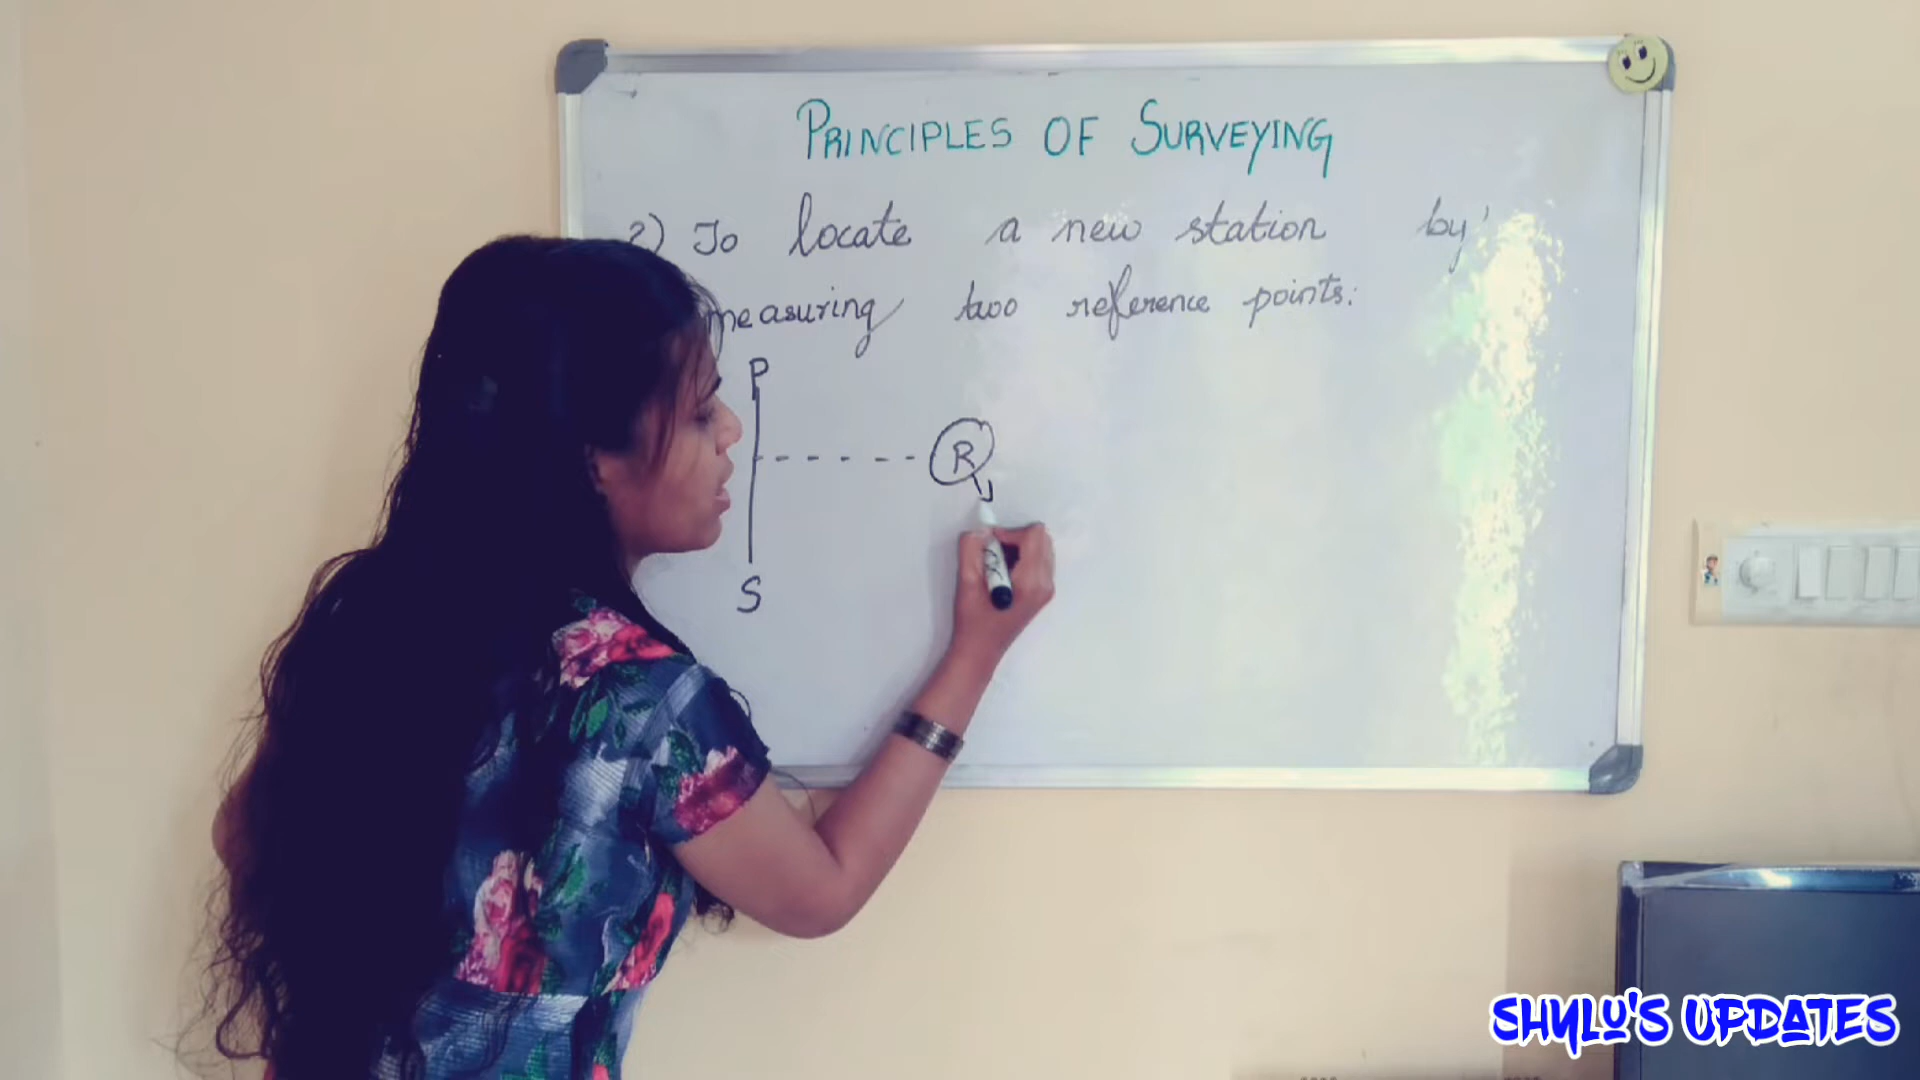 PRINCIPLES OF SURVEYING
2) To locate a new station by
measuring two reference points.
P
R
S
SHYLU'S UPDATES